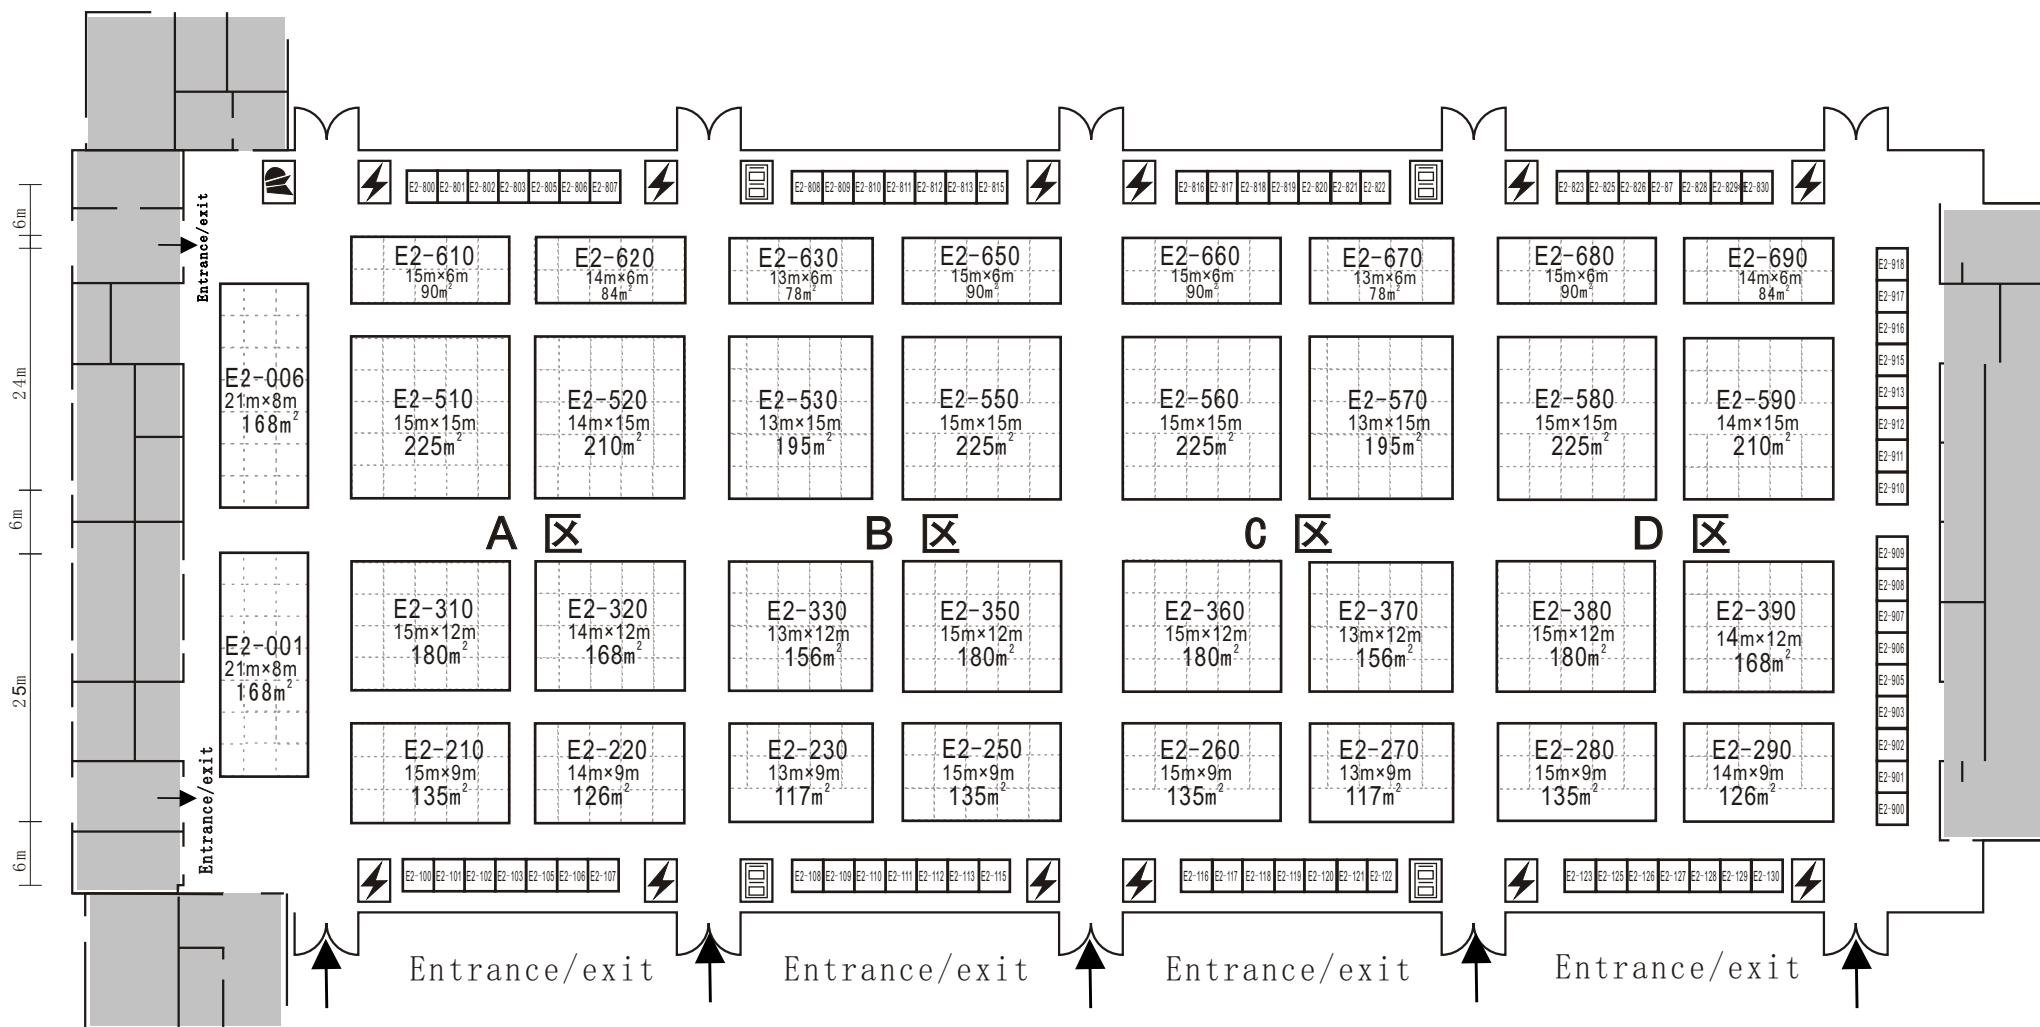 E2-800 E2-801 E2-802 E2-803 E2-805 E2-806 E2-807
E2-808 E2-809 E2-810 E2-811 E2-812 E2-813 E2-815
E2-816 E2-817 E2-818 E2-819 E2-820 E2-821 E2-822
E2-823 E2-825 E2-826 E2-87 E2-828 E2-829 E2-830
6m
24m
6m
25m
6m
Entrance/exit
Entrance/exit
E2-006
21m×8m
168m²
E2-001
21m×8m
168m²
E2-610
15m×6m
90m²
E2-620
14m×6m
84m²
E2-630
13m×6m
78m²
E2-650
15m×6m
90m²
E2-660
15m×6m
90m²
E2-670
13m×6m
78m²
E2-680
15m×6m
90m²
E2-690
14m×6m
84m²
E2-510
15m×15m
225m²
E2-520
14m×15m
210m²
E2-530
13m×15m
195m²
E2-550
15m×15m
225m²
E2-560
15m×15m
225m²
E2-570
13m×15m
195m²
E2-580
15m×15m
225m²
E2-590
14m×15m
210m²
A 区
B 区
C 区
D 区
E2-310
15m×12m
180m²
E2-320
14m×12m
168m²
E2-330
13m×12m
156m²
E2-350
15m×12m
180m²
E2-360
15m×12m
180m²
E2-370
13m×12m
156m²
E2-380
15m×12m
180m²
E2-390
14m×12m
168m²
E2-210
15m×9m
135m²
E2-220
14m×9m
126m²
E2-230
13m×9m
117m²
E2-250
15m×9m
135m²
E2-260
15m×9m
135m²
E2-270
13m×9m
117m²
E2-280
15m×9m
135m²
E2-290
14m×9m
126m²
E2-918
E2-917
E2-916
E2-915
E2-913
E2-912
E2-911
E2-910
E2-909
E2-908
E2-907
E2-906
E2-905
E2-903
E2-902
E2-901
E2-900
E2-100 E2-101 E2-102 E2-103 E2-105 E2-106 E2-107
E2-108 E2-109 E2-110 E2-111 E2-112 E2-113 E2-115
E2-116 E2-117 E2-118 E2-119 E2-120 E2-121 E2-122
E2-123 E2-125 E2-126 E2-127 E2-128 E2-129 E2-130
Entrance/exit
Entrance/exit
Entrance/exit
Entrance/exit